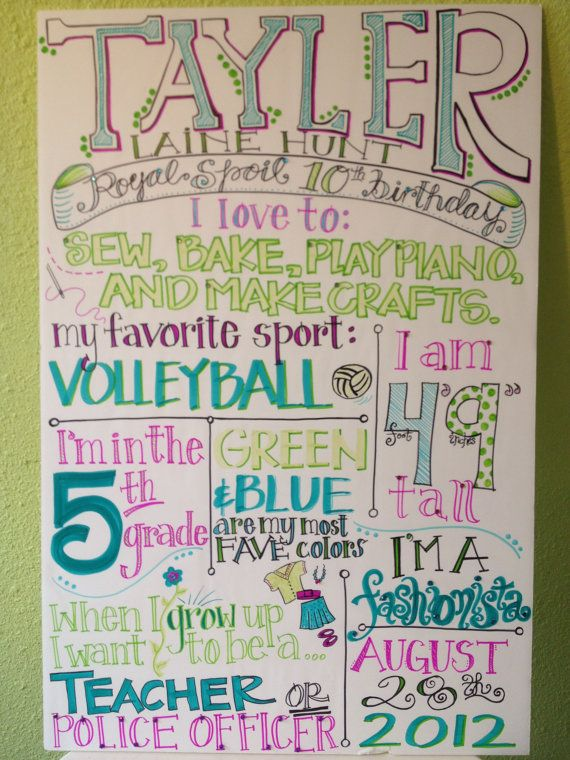 TAYLER
LAINE HUNT
Royal Spoil 10th Birthday
I love to:
SEW, BAKE, PLAY PIANO,
AND MAKE CRAFTS.
my favorite sport:
VOLLEYBALL
I am
4 foot 9 inches
tall
I'm in the
5th
grade
GREEN
& BLUE
are my most
FAVE colors
I'M A
fashionista
When I grow up
I want to be a...
TEACHER OR
POLICE OFFICER
AUGUST
28th
2012